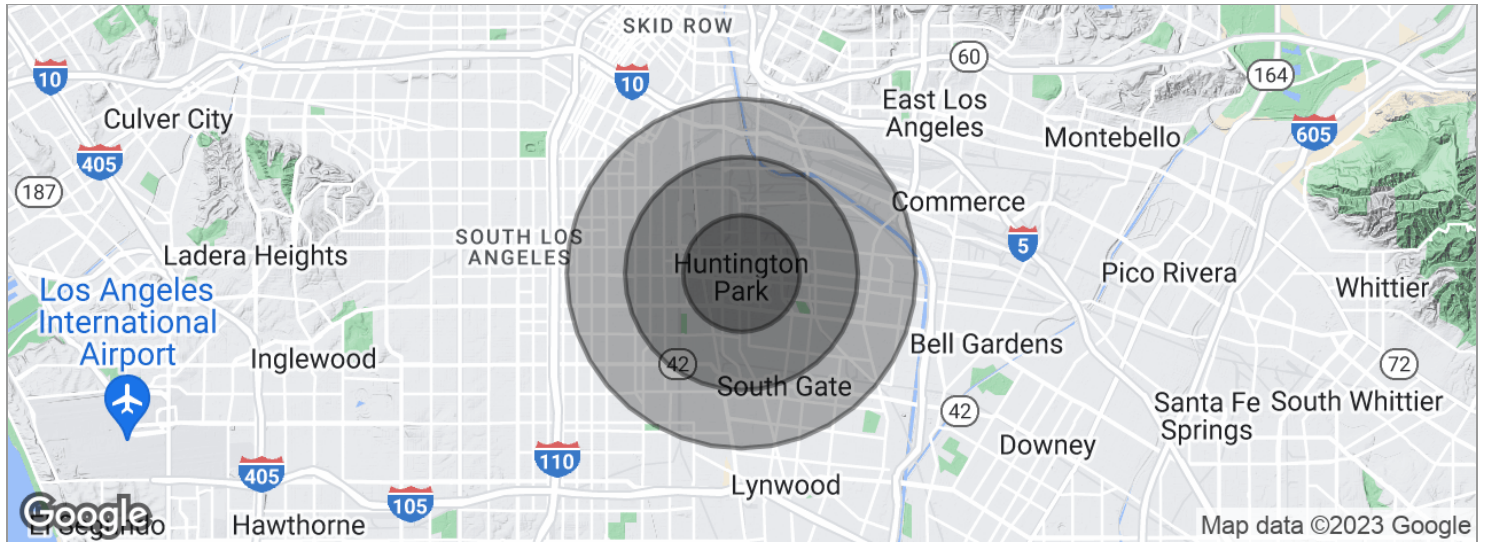 SKID ROW
60
10
10
164
East Los
Angeles
Culver City
Montebello
605
405
187
Commerce
SOUTH LOS
ANGELES
5
Ladera Heights
Huntington
Park
Pico Rivera
Whittier
Los Angeles
International
Airport
Inglewood
Bell Gardens
42
72
South Gate
42
Santa Fe
Springs
South Whittier
Downey
110
405
105
Lynwood
Google
El Segundo
Hawthorne
Map data ©2023 Google